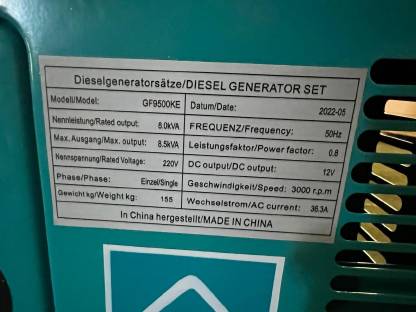 Dieselgeneratorsätze/DIESEL GENERATOR SET
Modell/Model: GF9500KE
Datum/Date: 2022-05
Nennleistung/Rated output: 8.0kVA
FREQUENZ/Frequency: 50Hz
Max. Ausgang/Max. output: 8.5kVA
Leistungsfaktor/Power factor: 0.8
Nennspannung/Rated Voltage: 220V
DC output/DC output: 12V
Phase/Phase: Einzel/Single
Geschwindigkeit/Speed: 3000 r.p.m
Gewicht kg/Weight kg: 155
Wechselstrom/AC current: 36.3A
In China hergestellt/MADE IN CHINA